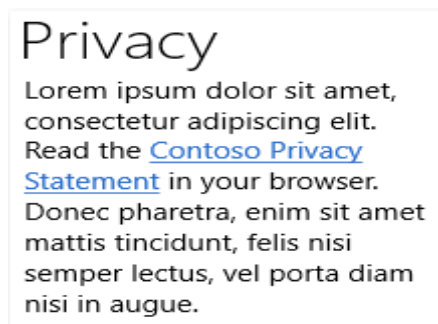 Privacy
Lorem ipsum dolor sit amet,
consectetur adipiscing elit.
Read the Contoso Privacy
Statement in your browser.
Donec pharetra, enim sit amet
mattis tincidunt, felis nisi
semper lectus, vel porta diam
nisi in augue.